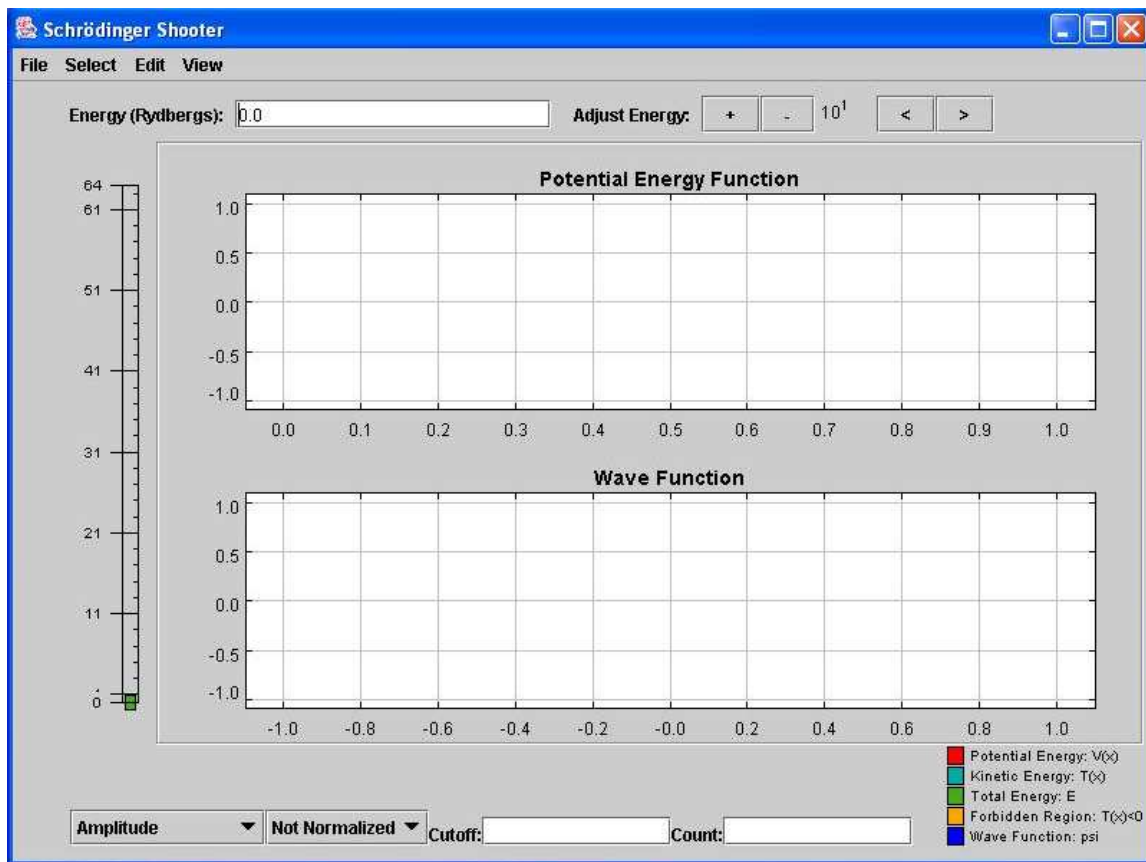 Schrödinger Shooter
File Select Edit View
Energy (Rydbergs): 0.0 Adjust Energy: + - 10¹ < >
Potential Energy Function
64
61
51
41
31
21
11
0
1.0
0.5
0.0
-0.5
-1.0
0.0 0.1 0.2 0.3 0.4 0.5 0.6 0.7 0.8 0.9 1.0
Wave Function
1.0
0.5
0.0
-0.5
-1.0
-1.0 -0.8 -0.6 -0.4 -0.2 -0.0 0.2 0.4 0.6 0.8 1.0
Potential Energy: V(x)
Kinetic Energy: T(x)
Total Energy: E
Forbidden Region: T(x)<0
Wave Function: psi
Amplitude Not Normalized Cutoff: Count: